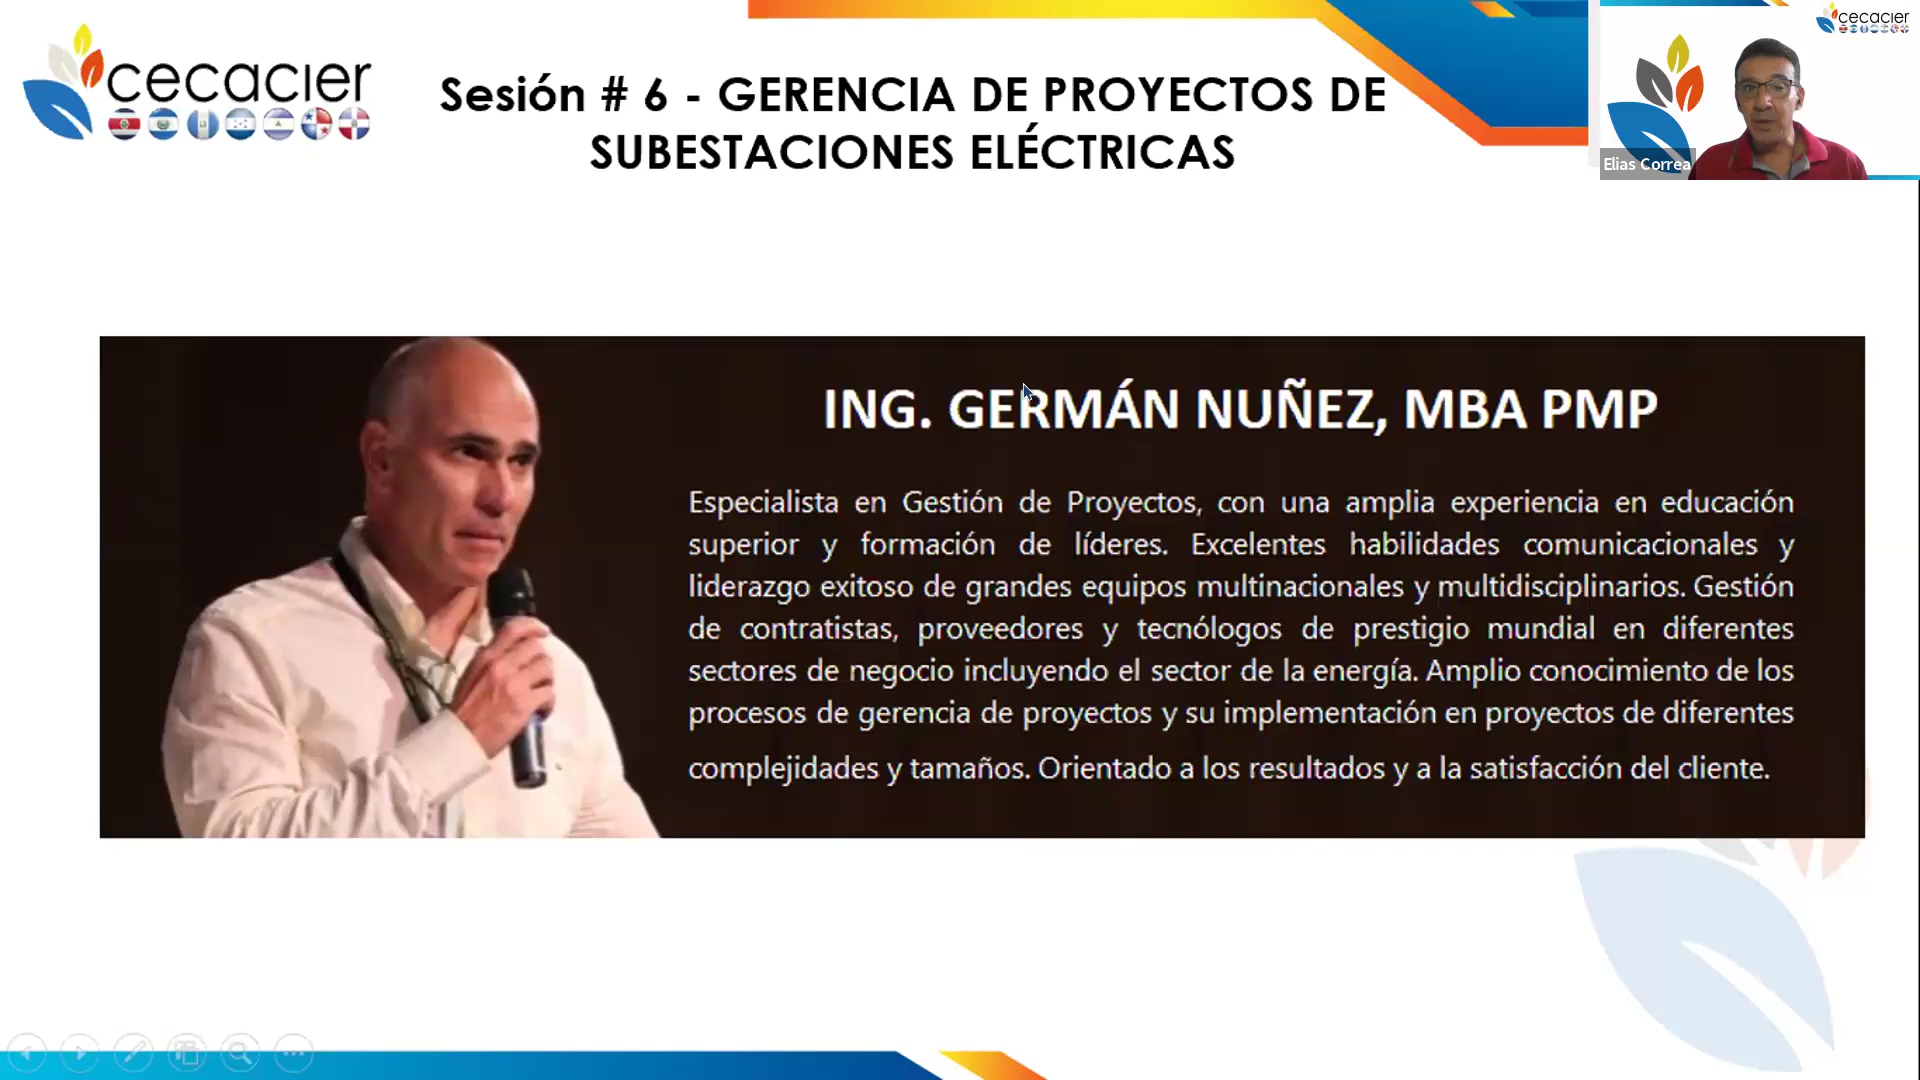 cecacier
Sesión # 6 - GERENCIA DE PROYECTOS DE
SUBESTACIONES ELÉCTRICAS
cecacier
Elias Correa
ING. GERMÁN NUÑEZ, MBA PMP
Especialista en Gestión de Proyectos, con una amplia experiencia en educación
superior y formación de líderes. Excelentes habilidades comunicacionales y
liderazgo exitoso de grandes equipos multinacionales y multidisciplinarios. Gestión
de contratistas, proveedores y tecnólogos de prestigio mundial en diferentes
sectores de negocio incluyendo el sector de la energía. Amplio conocimiento de los
procesos de gerencia de proyectos y su implementación en proyectos de diferentes
complejidades y tamaños. Orientado a los resultados y a la satisfacción del cliente.